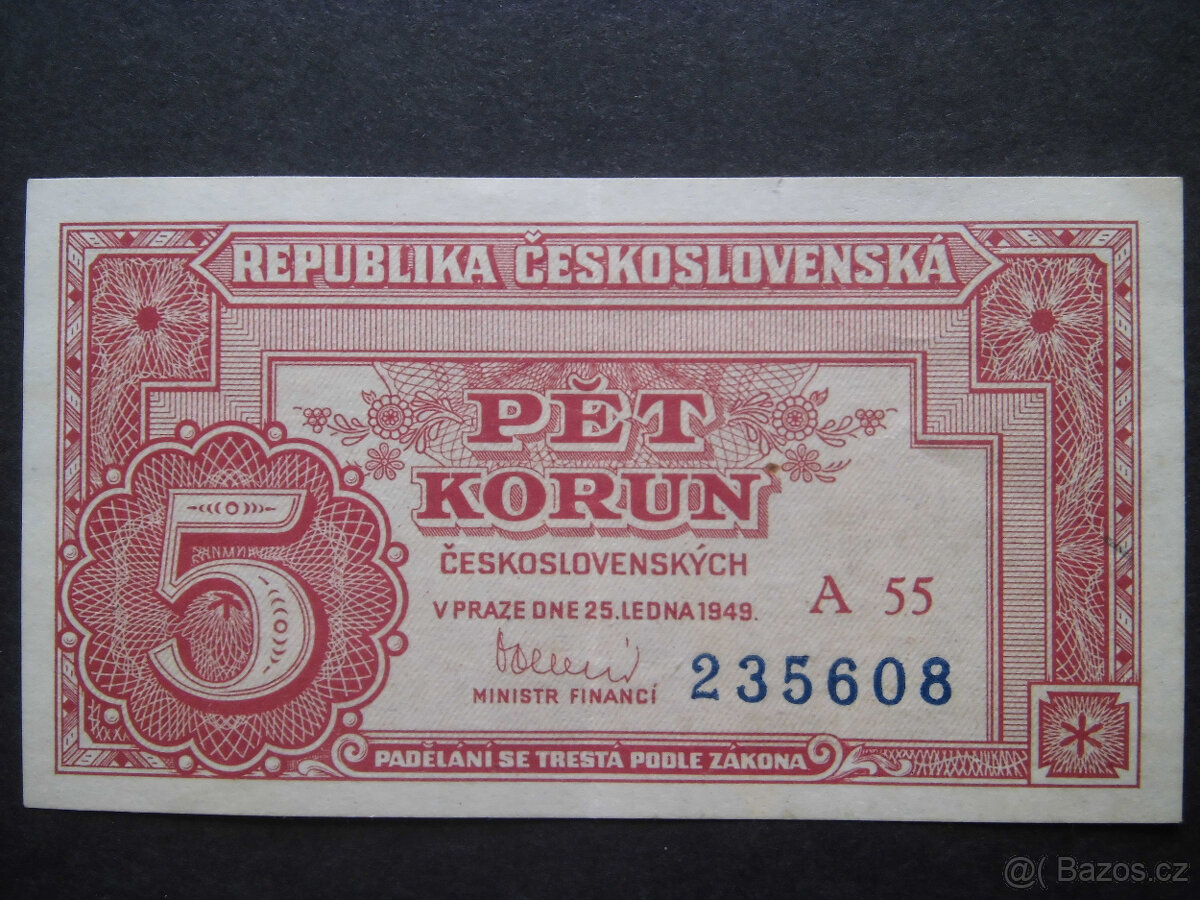 REPUBLIKA ČESKOSLOVENSKÁ
PĚT
KORUN
ČESKOSLOVENSKÝCH
V PRAZE DNE 25. LEDNA 1949.
A 55
5
235608
MINISTR FINANCÍ
PADĚLÁNÍ SE TRESTÁ PODLE ZÁKONA
@( Bazos.cz